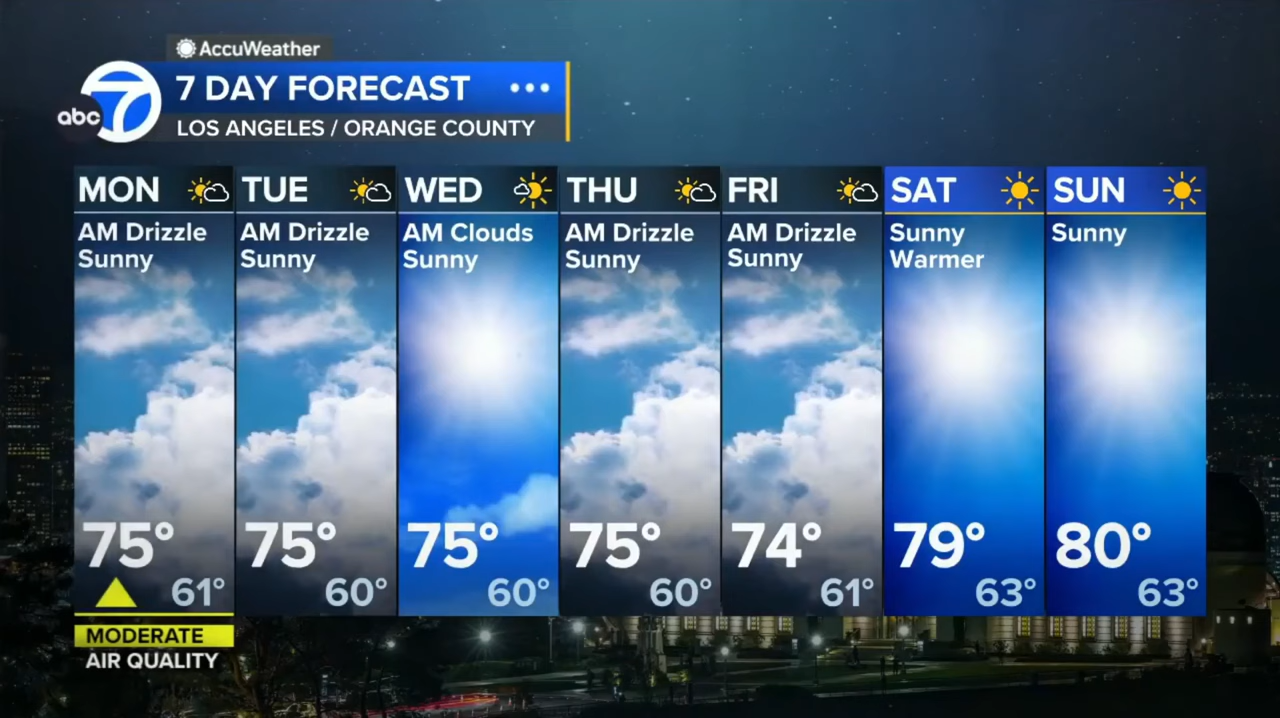 AccuWeather
abc 7
7 DAY FORECAST
LOS ANGELES / ORANGE COUNTY
MON
AM Drizzle
Sunny
75°
61°
MODERATE
AIR QUALITY
TUE
AM Drizzle
Sunny
75°
60°
WED
AM Clouds
Sunny
75°
60°
THU
AM Drizzle
Sunny
75°
60°
FRI
AM Drizzle
Sunny
74°
61°
SAT
Sunny
Warmer
79°
63°
SUN
Sunny
80°
63°